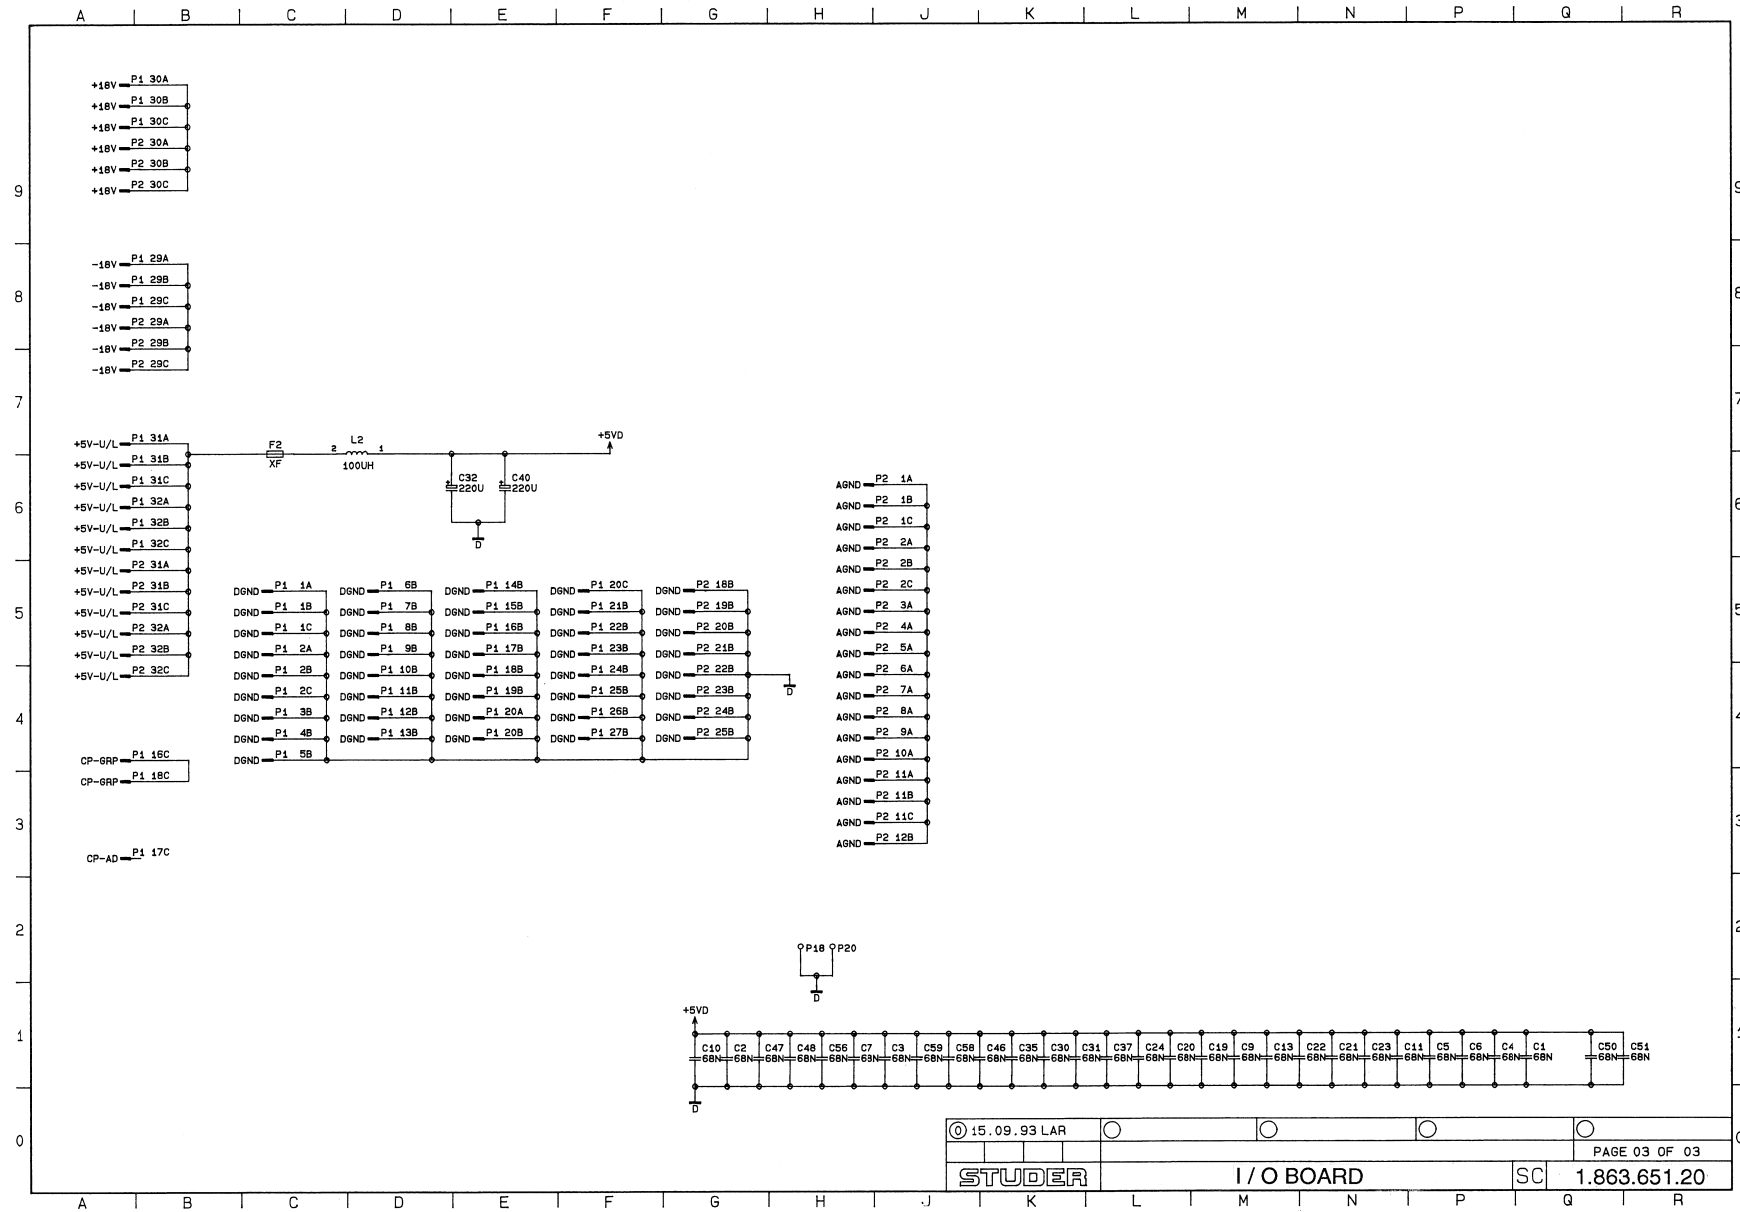 A B C D E F G H J K L M N P Q R
+18V P1 30A
+18V P1 30B
+18V P1 30C
+18V P2 30A
+18V P2 30B
+18V P2 30C
9 9
-18V P1 29A
-18V P1 29B
-18V P1 29C
-18V P2 29A
-18V P2 29B
-18V P2 29C
8 8
7 7
+5V-U/L P1 31A
+5V-U/L P1 31B
+5V-U/L P1 31C
+5V-U/L P1 32A
+5V-U/L P1 32B
+5V-U/L P1 32C
+5V-U/L P2 31A
+5V-U/L P2 31B
+5V-U/L P2 31C
+5V-U/L P2 32A
+5V-U/L P2 32B
+5V-U/L P2 32C
F2
XF
2 L2 1
100UH
+5VD
C32
220U
C40
220U
D
6 6
5 5
DGND P1 1A
DGND P1 1B
DGND P1 1C
DGND P1 2A
DGND P1 2B
DGND P1 2C
DGND P1 3B
DGND P1 4B
DGND P1 5B
DGND P1 6B
DGND P1 7B
DGND P1 8B
DGND P1 9B
DGND P1 10B
DGND P1 11B
DGND P1 12B
DGND P1 13B
DGND P1 14B
DGND P1 15B
DGND P1 16B
DGND P1 17B
DGND P1 18B
DGND P1 19B
DGND P1 20A
DGND P1 20B
DGND P1 20C
DGND P1 21B
DGND P1 22B
DGND P1 23B
DGND P1 24B
DGND P1 25B
DGND P1 26B
DGND P1 27B
DGND P2 18B
DGND P2 19B
DGND P2 20B
DGND P2 21B
DGND P2 22B
DGND P2 23B
DGND P2 24B
DGND P2 25B
D
AGND P2 1A
AGND P2 1B
AGND P2 1C
AGND P2 2A
AGND P2 2B
AGND P2 2C
AGND P2 3A
AGND P2 4A
AGND P2 5A
AGND P2 6A
AGND P2 7A
AGND P2 8A
AGND P2 9A
AGND P2 10A
AGND P2 11A
AGND P2 11B
AGND P2 11C
AGND P2 12B
4 4
CP-GRP P1 16C
CP-GRP P1 18C
3 3
CP-AD P1 17C
2 2
P18 P20
D
+5VD
1 1
C10 C2 C47 C48 C56 C7 C3 C59 C58 C46 C35 C30 C31 C37 C24 C20 C19 C9 C13 C22 C21 C23 C11 C5 C6 C4 C1 C50 C51
68N 68N 68N 68N 68N 68N 68N 68N 68N 68N 68N 68N 68N 68N 68N 68N 68N 68N 68N 68N 68N 68N 68N 68N 68N 68N 68N 68N 68N
D
0 0
0 15.09.93 LAR
PAGE 03 OF 03
STUDER I / O BOARD SC 1.863.651.20
A B C D E F G H J K L M N P Q R